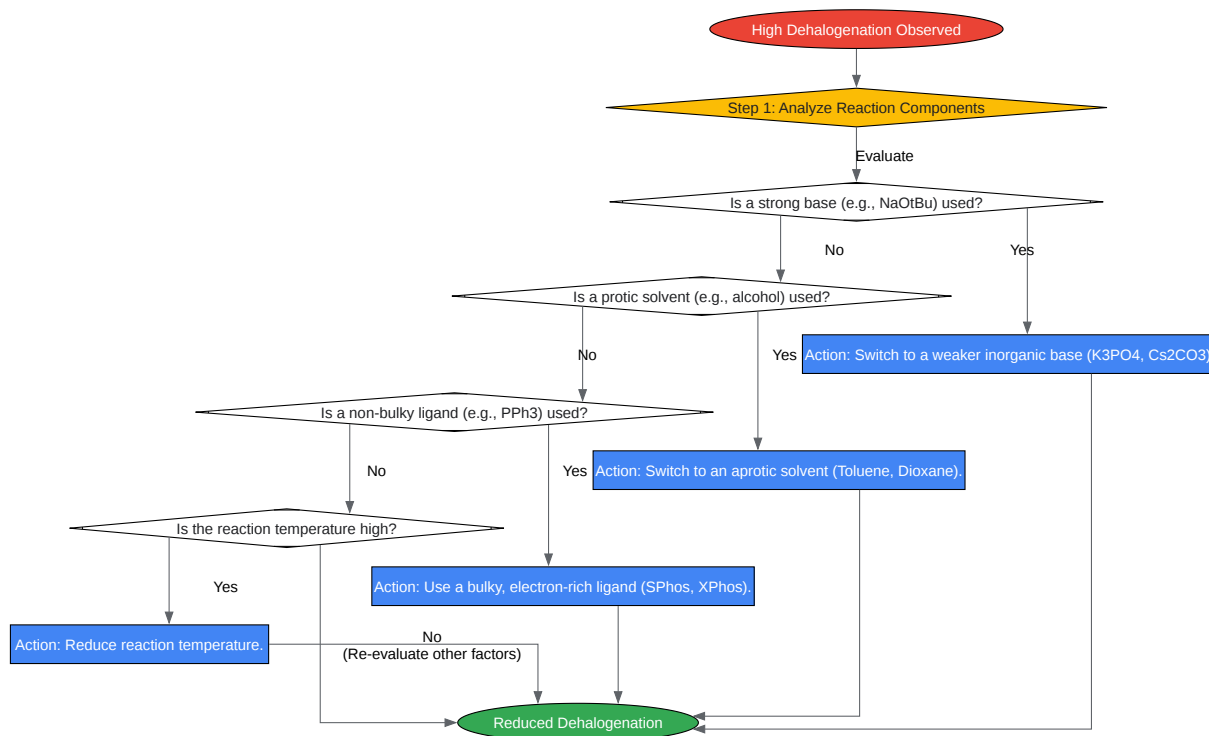 High Dehalogenation Observed
Step 1: Analyze Reaction Components
Evaluate
Is a strong base (e.g., NaOtBu) used?
No
Yes
Is a protic solvent (e.g., alcohol) used?
No
Yes
Action: Switch to a weaker inorganic base (K3PO4, Cs2CO3)
Is a non-bulky ligand (e.g., PPh3) used?
No
Yes
Action: Switch to an aprotic solvent (Toluene, Dioxane).
Is the reaction temperature high?
Yes
Action: Use a bulky, electron-rich ligand (SPhos, XPhos).
Action: Reduce reaction temperature.
No
(Re-evaluate other factors)
Reduced Dehalogenation